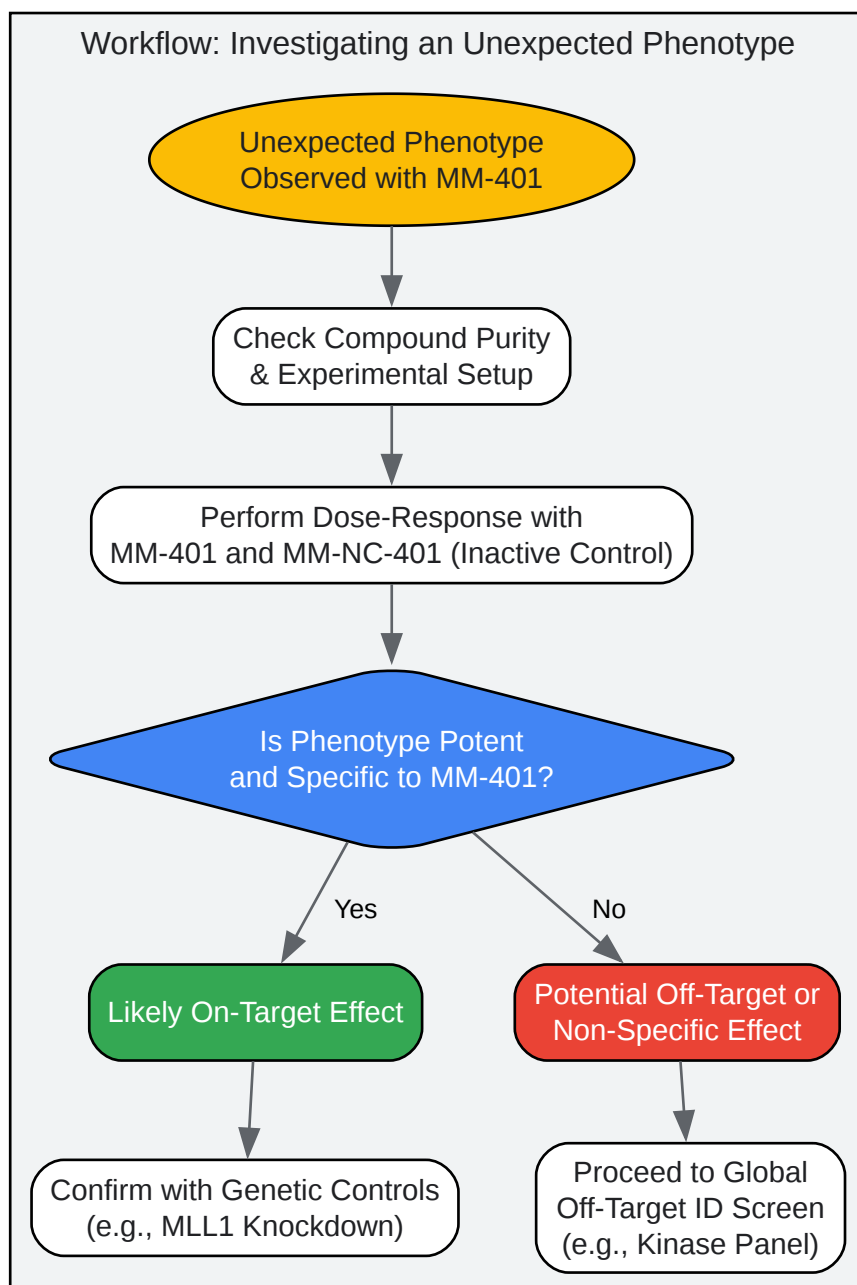 Workflow: Investigating an Unexpected Phenotype
Unexpected Phenotype
Observed with MM-401
Check Compound Purity
& Experimental Setup
Perform Dose-Response with
MM-401 and MM-NC-401 (Inactive Control)
Is Phenotype Potent
and Specific to MM-401?
Yes
No
Likely On-Target Effect
Potential Off-Target or
Non-Specific Effect
Confirm with Genetic Controls
(e.g., MLL1 Knockdown)
Proceed to Global
Off-Target ID Screen
(e.g., Kinase Panel)